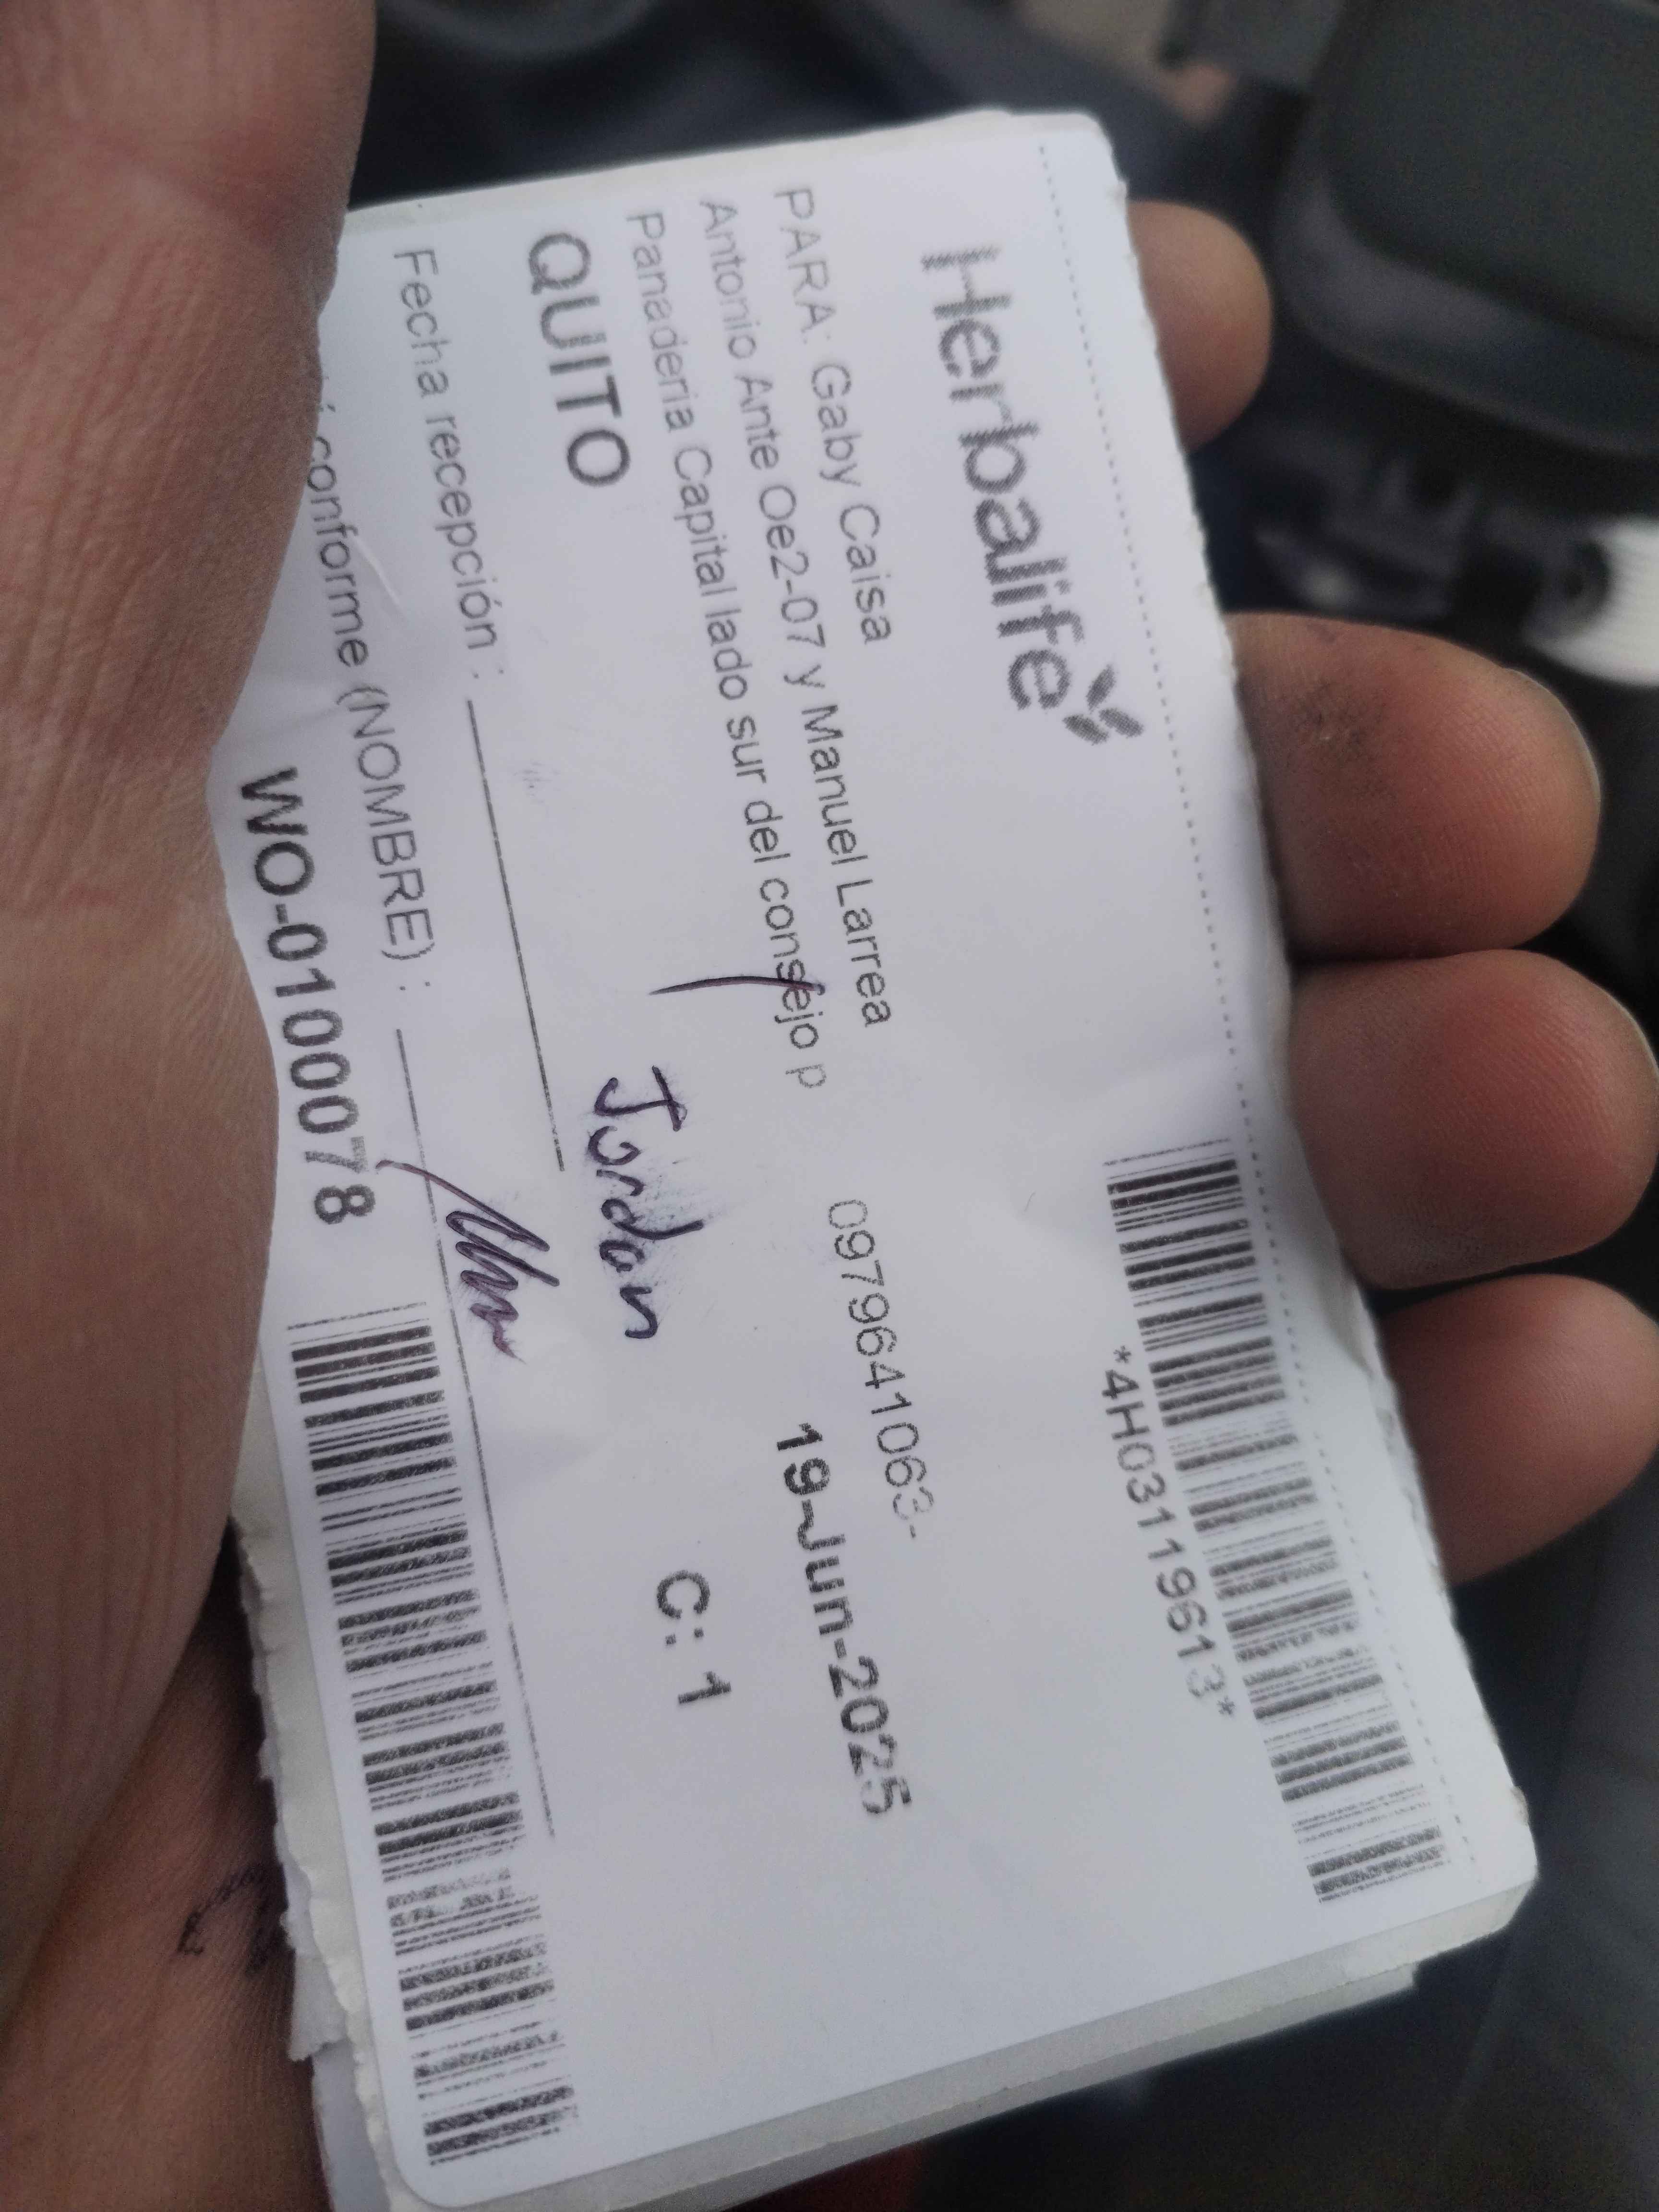 Herbalife
*4H03119613*
PARA: Gaby Caisa
Antonio Ante Oe2-07 y Manuel Larrea
0979641063-
Panaderia Capital lado sur del consejo p
19-Jun-2025
QUITO
Jordan
C: 1
Fecha recepción :
conforme (NOMBRE) :
WO-0100078